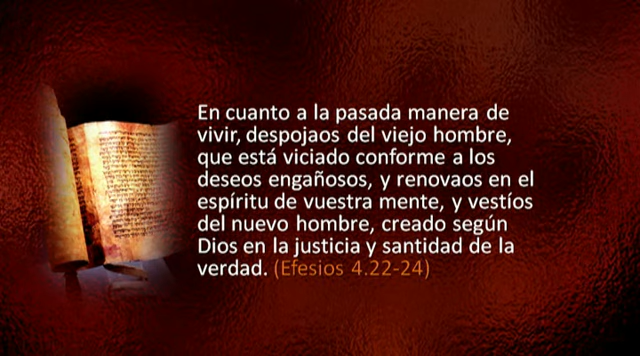 En cuanto a la pasada manera de
vivir, despojaos del viejo hombre,
que está viciado conforme a los
deseos engañosos, y renovaos en el
espíritu de vuestra mente, y vestíos
del nuevo hombre, creado según
Dios en la justicia y santidad de la
verdad. (Efesios 4.22-24)